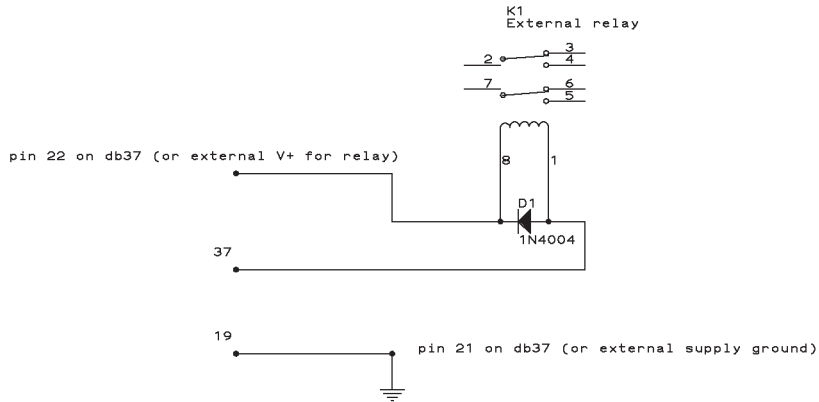 K1
External relay
3
2
4
7
6
5
pin 22 on db37 (or external V+ for relay)
8
1
D1
1N4004
37
19
pin 21 on db37 (or external supply ground)